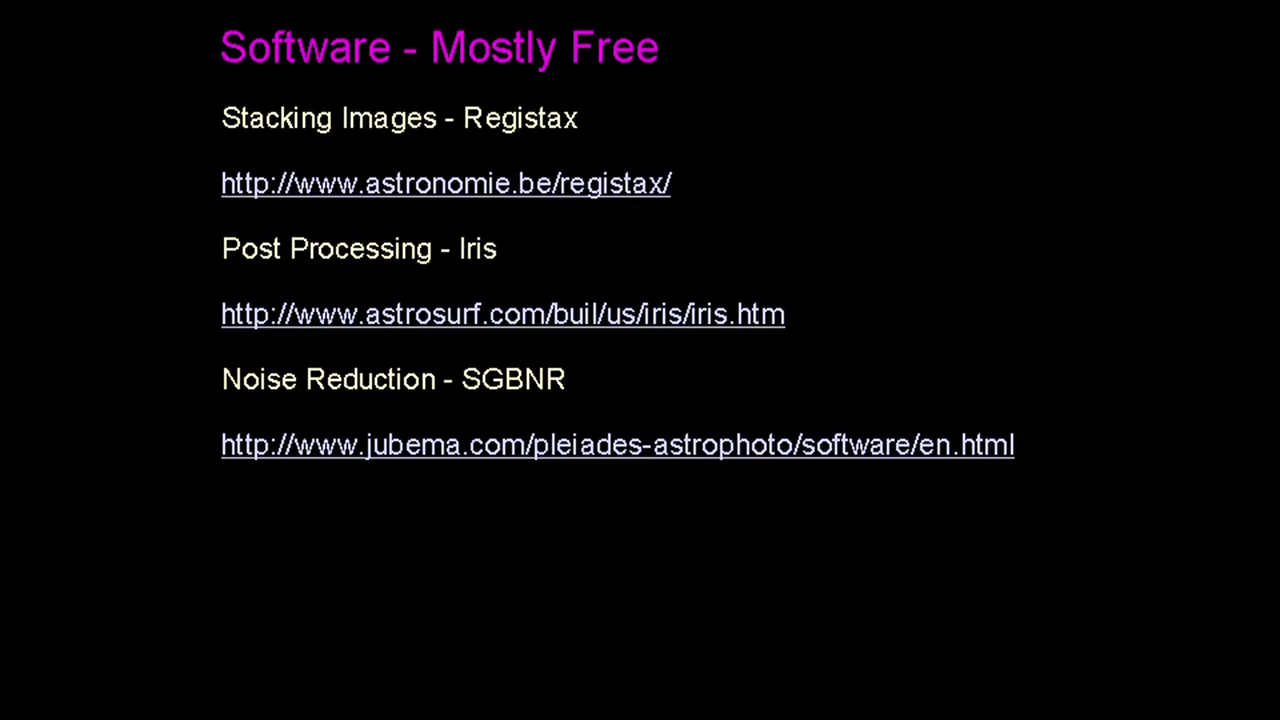 Software - Mostly Free
Stacking Images - Registax
http://www.astronomie.be/registax/
Post Processing - Iris
http://www.astrosurf.com/buil/us/iris/iris.htm
Noise Reduction - SGBNR
http://www.jubema.com/pleiades-astrophoto/software/en.html